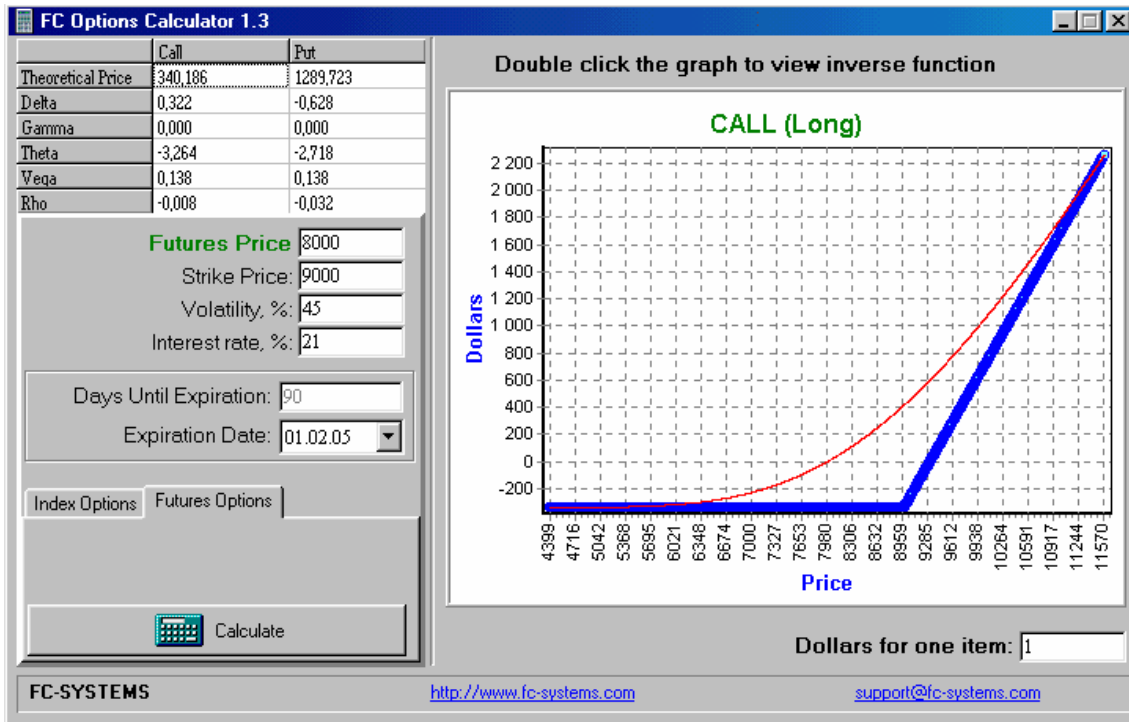 FC Options Calculator 1.3
Call Put
Theoretical Price 340,186 1289,723
Delta 0,322 -0,628
Gamma 0,000 0,000
Theta -3,264 -2,718
Vega 0,138 0,138
Rho -0,008 -0,032
Futures Price 8000
Strike Price: 9000
Volatility, %: 45
Interest rate, %: 21
Days Until Expiration: 90
Expiration Date: 01.02.05
Index Options Futures Options
Calculate
Double click the graph to view inverse function
CALL (Long)
Dollars
2 200
2 000
1 800
1 600
1 400
1 200
1 000
800
600
400
200
0
-200
4399 4716 5042 5368 5695 6021 6348 6674 7000 7327 7653 7980 8306 8632 8959 9285 9612 9938 10264 10591 10917 11244 11570
Price
Dollars for one item: 1
FC-SYSTEMS http://www.fc-systems.com support@fc-systems.com